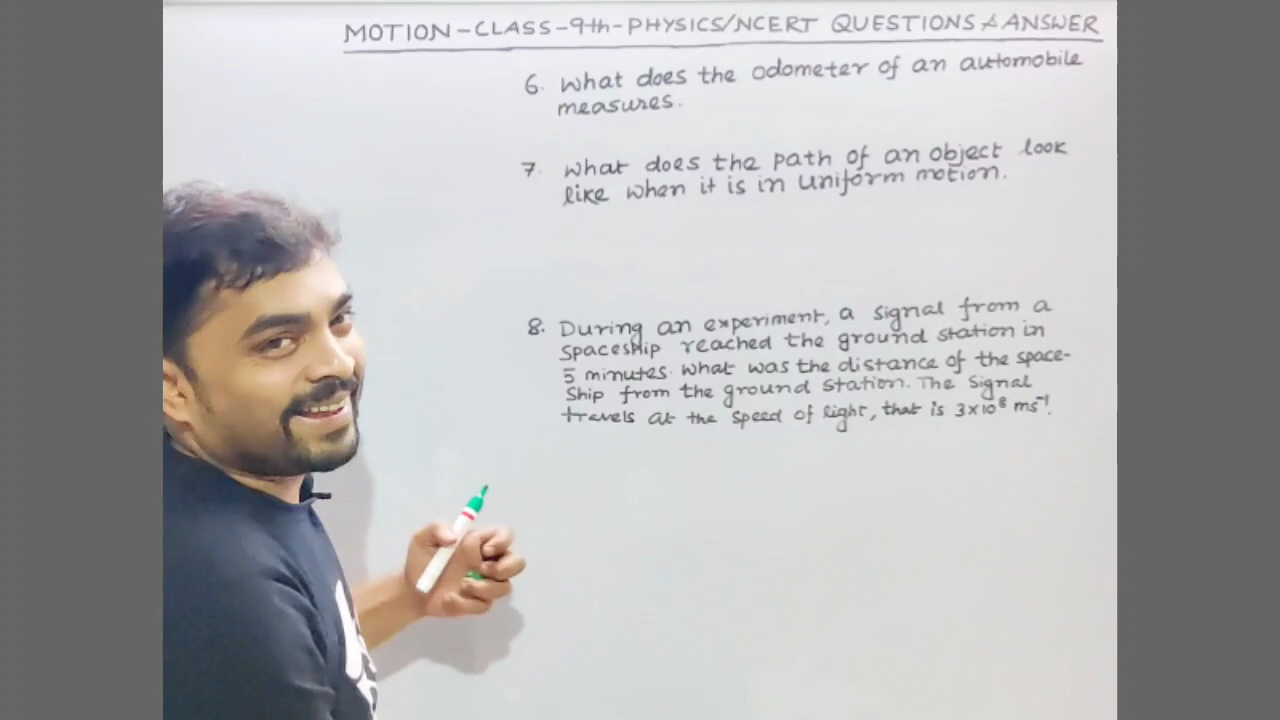 MOTION-CLASS-9th-PHYSICS/NCERT QUESTIONS & ANSWER
6. What does the odometer of an automobile
measures.
7. What does the path of an object look
like when it is in uniform motion.
8. During an experiment, a signal from a
spaceship reached the ground station in
5 minutes. what was the distance of the space-
ship from the ground station. The signal
travels at the speed of light, that is 3×10⁸ ms⁻¹.